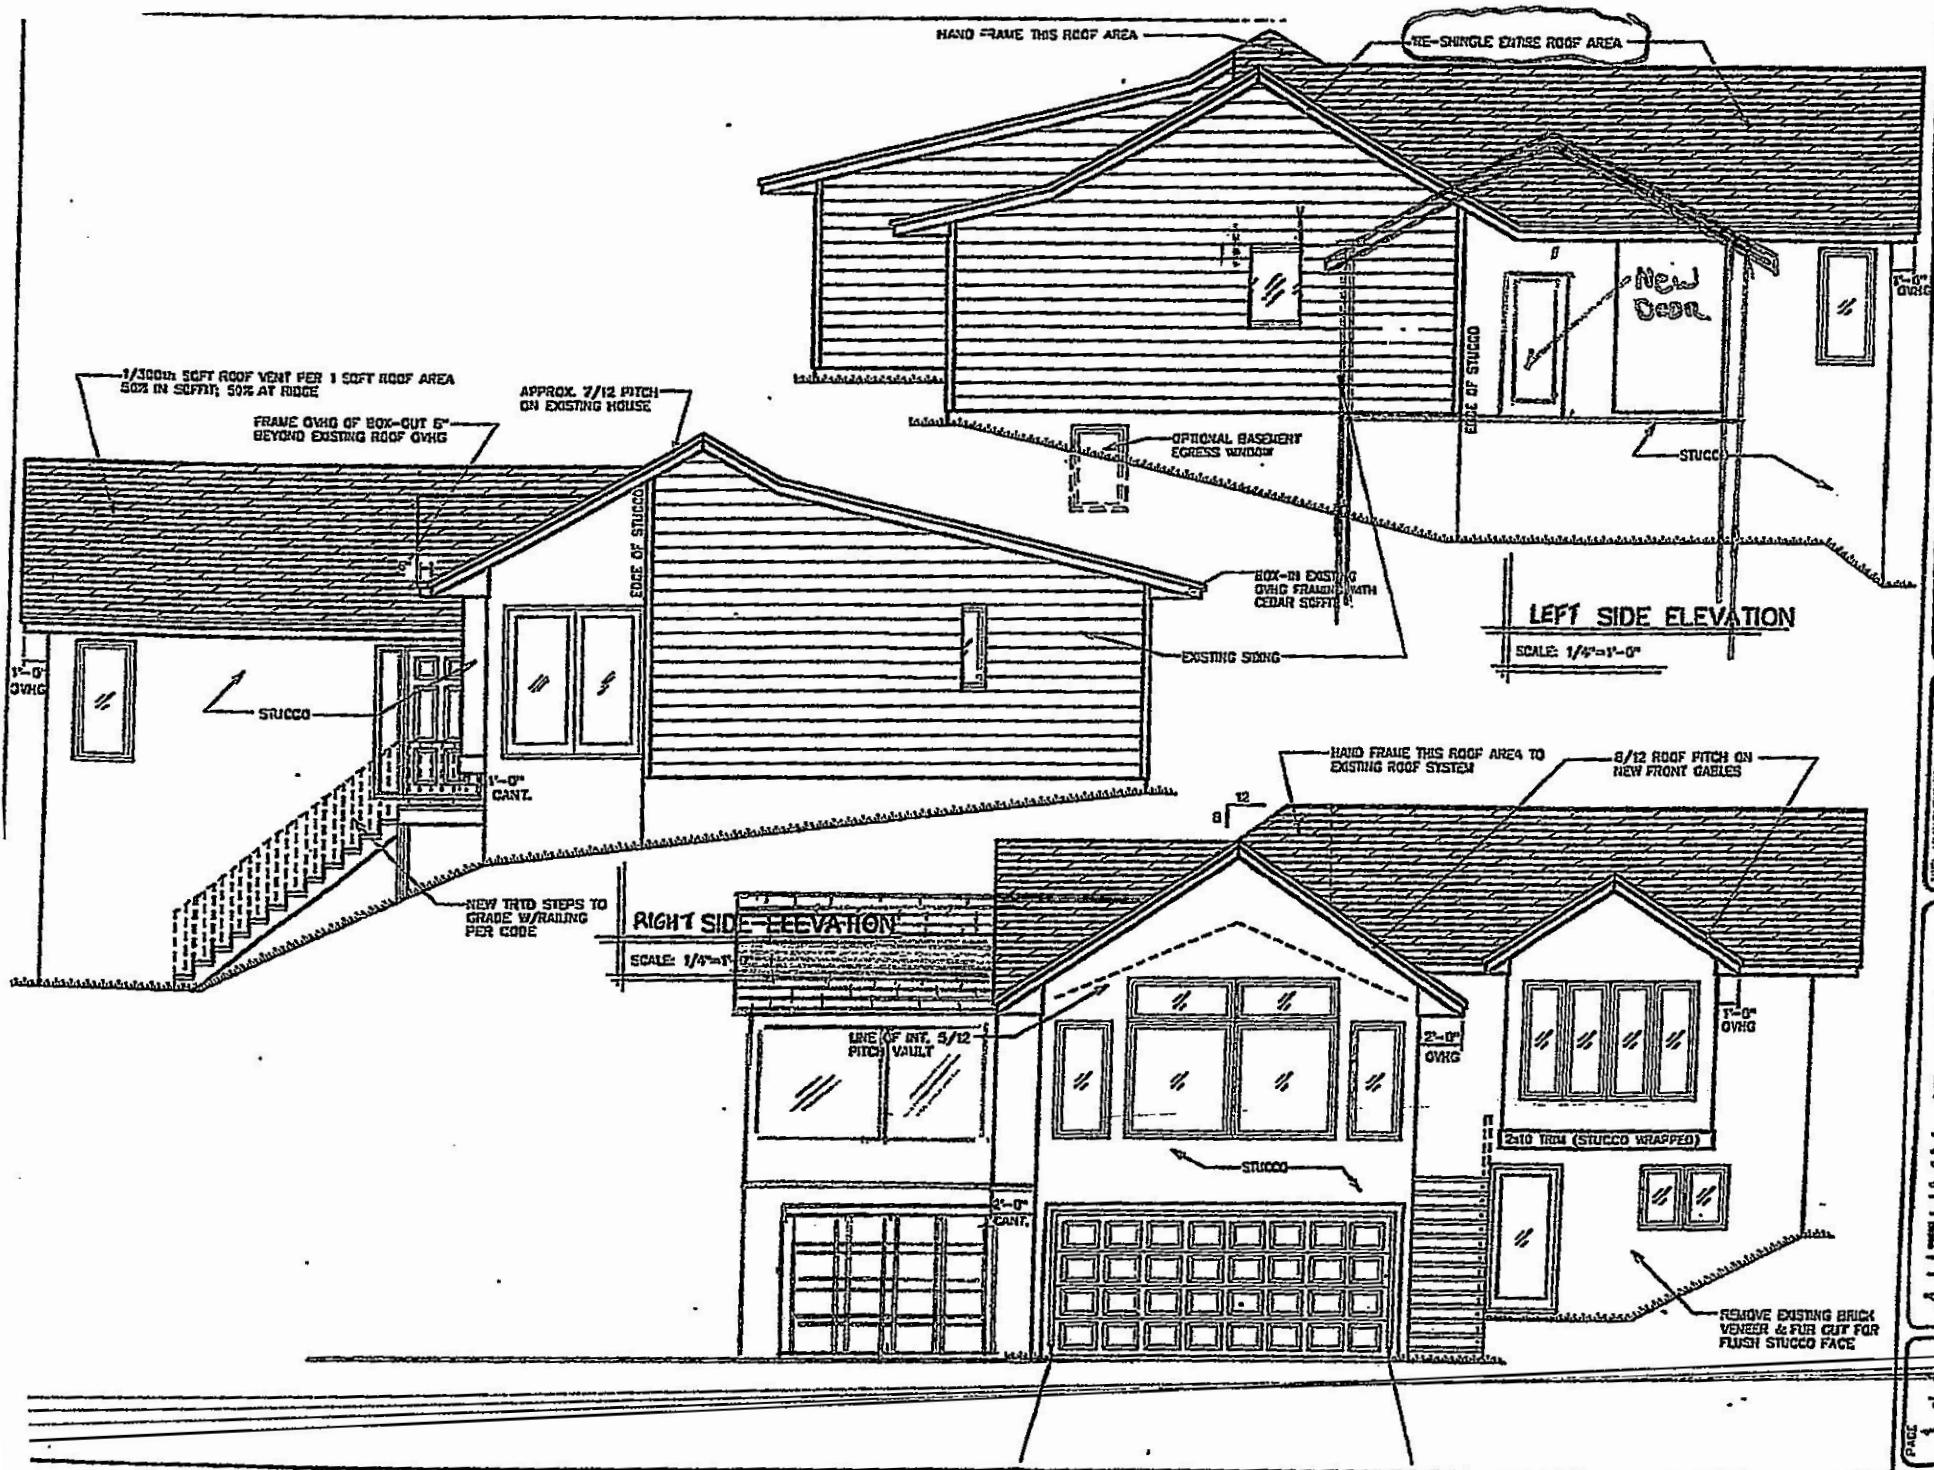 HAND FRAME THIS ROOF AREA
RE-SHINGLE ENTIRE ROOF AREA
New
Door
1'-0"
OVHG
EDGE OF STUCCO
OPTIONAL BASEMENT
EGRESS WINDOW
STUCCO
BOX-IN EXISTING
OVHG FRAMING WITH
CEDAR SOFFIT
EXISTING SIDING
LEFT SIDE ELEVATION
SCALE: 1/4"=1'-0"
1/300th SQFT ROOF VENT PER 1 SQFT ROOF AREA
50% IN SOFFIT; 50% AT RIDGE
APPROX. 7/12 PITCH
ON EXISTING HOUSE
FRAME OVHG OF BOX-OUT 6"
BEYOND EXISTING ROOF OVHG
6"
EDGE OF STUCCO
1'-0"
OVHG
STUCCO
1'-0"
CANT.
NEW TRTD STEPS TO
GRADE W/RAILING
PER CODE
RIGHT SIDE ELEVATION
SCALE: 1/4"=1'-0"
HAND FRAME THIS ROOF AREA TO
EXISTING ROOF SYSTEM
8/12 ROOF PITCH ON
NEW FRONT GABLES
12
8
LINE OF INT. 5/12
PITCH VAULT
2'-0"
OVHG
1'-0"
OVHG
2x10 TRIM (STUCCO WRAPPED)
STUCCO
2'-0"
CANT.
REMOVE EXISTING BRICK
VENEER & FUR OUT FOR
FLUSH STUCCO FACE
PAGE
4